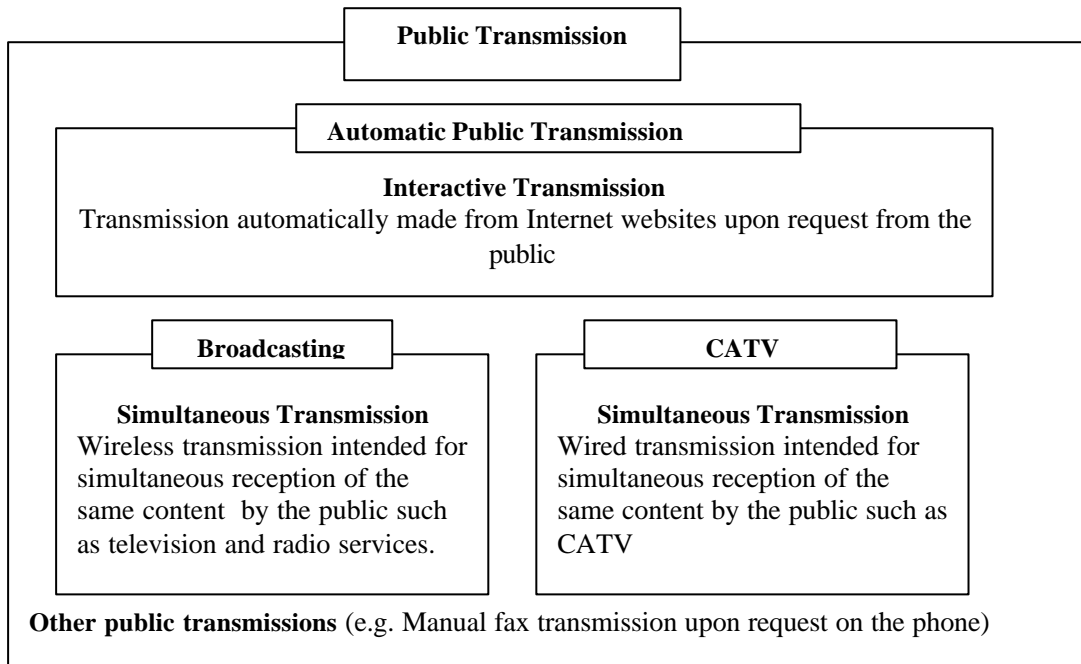 Public Transmission
Automatic Public Transmission
Interactive Transmission
Transmission automatically made from Internet websites upon request from the
public
Broadcasting
Simultaneous Transmission
Wireless transmission intended for
simultaneous reception of the
same content by the public such
as television and radio services.
CATV
Simultaneous Transmission
Wired transmission intended for
simultaneous reception of the
same content by the public such as
CATV
Other public transmissions (e.g. Manual fax transmission upon request on the phone)